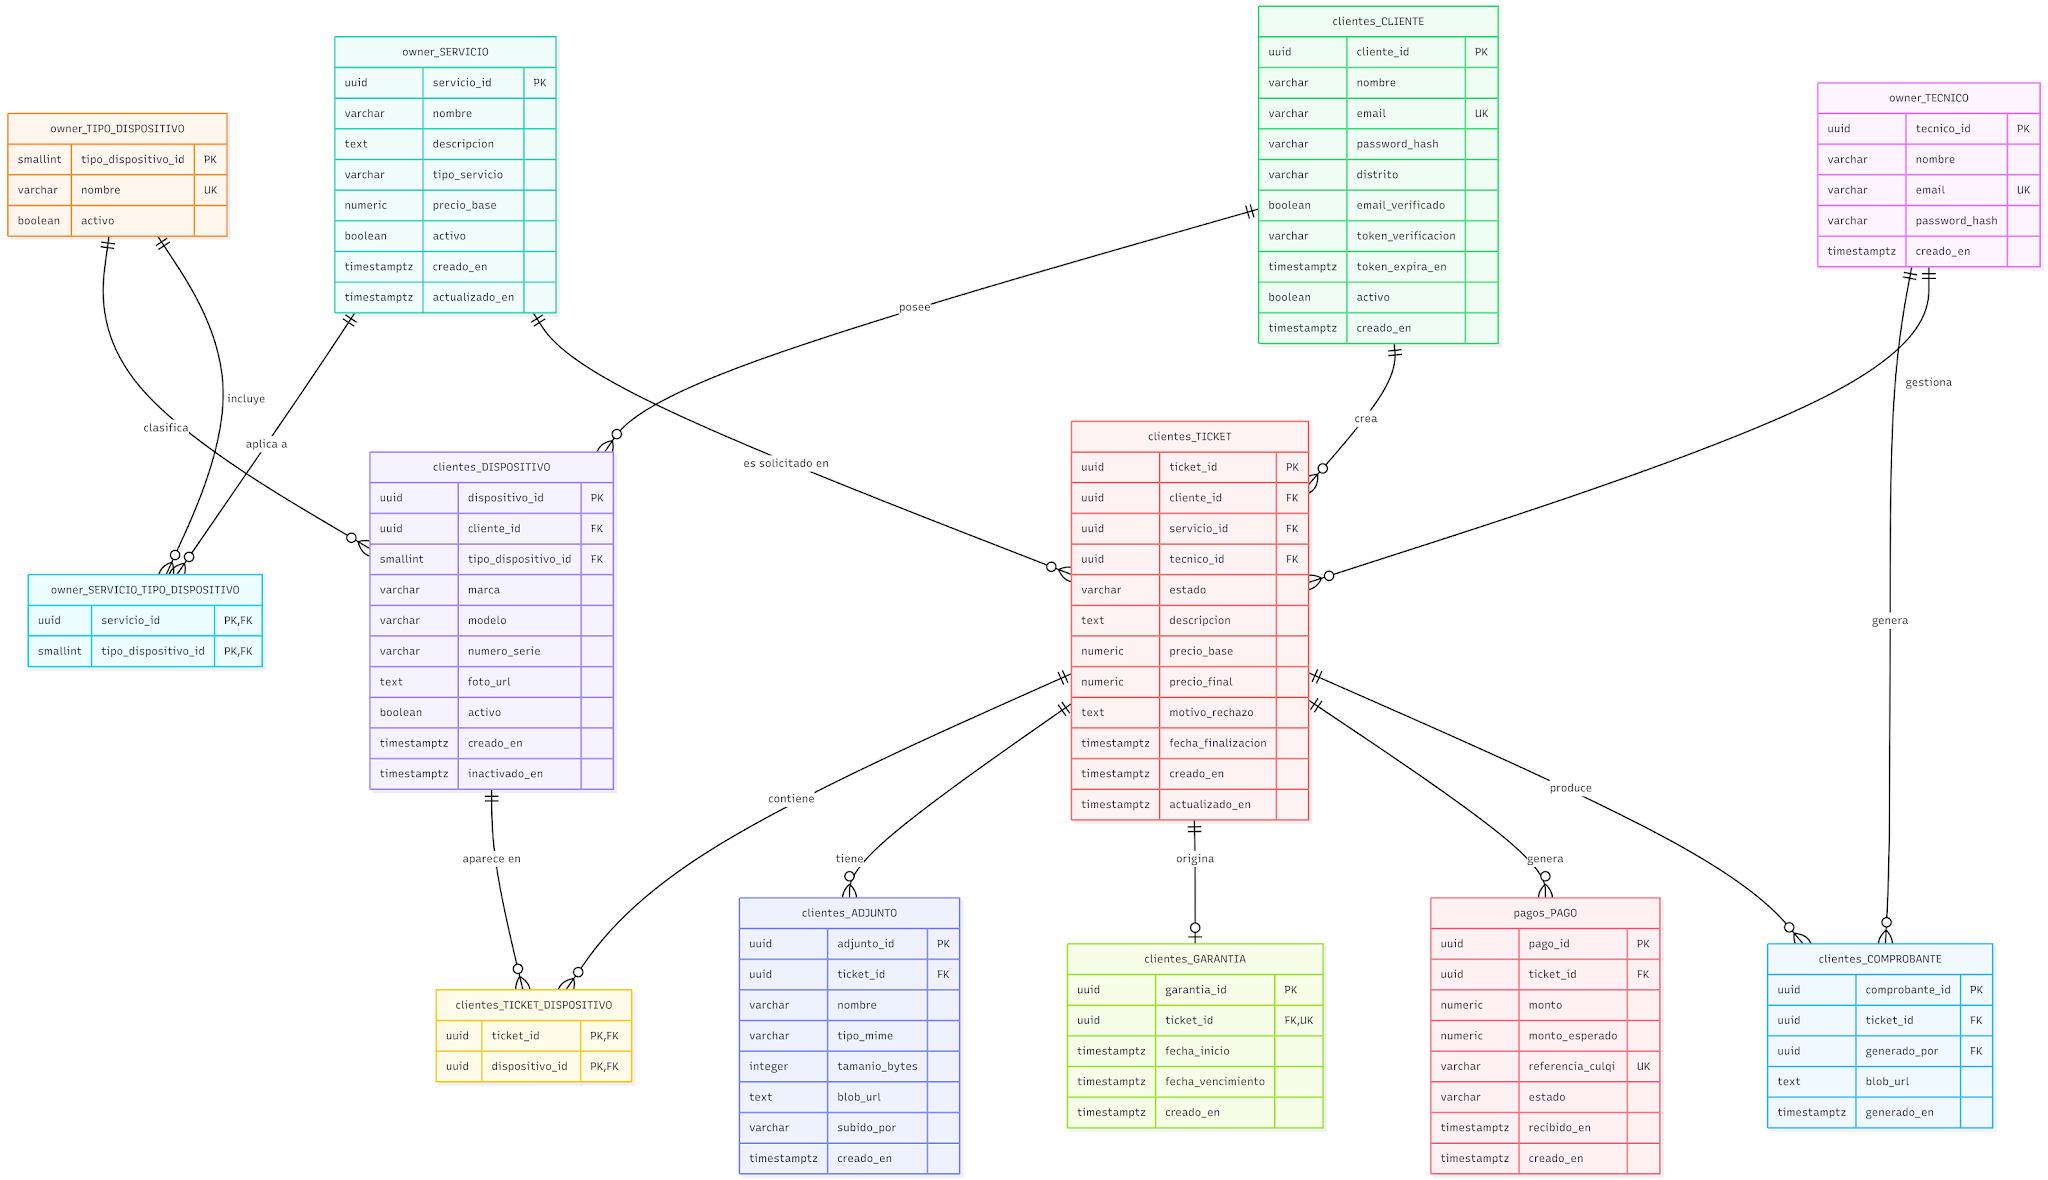 clientes_CLIENTE
uuid cliente_id PK
varchar nombre
varchar email UK
varchar password_hash
varchar distrito
boolean email_verificado
varchar token_verificacion
timestamptz token_expira_en
boolean activo
timestamptz creado_en
owner_SERVICIO
uuid servicio_id PK
varchar nombre
text descripcion
varchar tipo_servicio
numeric precio_base
boolean activo
timestamptz creado_en
timestamptz actualizado_en
owner_TECNICO
uuid tecnico_id PK
varchar nombre
varchar email UK
varchar password_hash
timestamptz creado_en
owner_TIPO_DISPOSITIVO
smallint tipo_dispositivo_id PK
varchar nombre UK
boolean activo
posee
gestiona
incluye
crea
clasifica
aplica a
es solicitado en
genera
clientes_TICKET
uuid ticket_id PK
uuid cliente_id FK
uuid servicio_id FK
uuid tecnico_id FK
varchar estado
text descripcion
numeric precio_base
numeric precio_final
text motivo_rechazo
timestamptz fecha_finalizacion
timestamptz creado_en
timestamptz actualizado_en
clientes_DISPOSITIVO
uuid dispositivo_id PK
uuid cliente_id FK
smallint tipo_dispositivo_id FK
varchar marca
varchar modelo
varchar numero_serie
text foto_url
boolean activo
timestamptz creado_en
timestamptz inactivado_en
owner_SERVICIO_TIPO_DISPOSITIVO
uuid servicio_id PK,FK
smallint tipo_dispositivo_id PK,FK
produce
contiene
aparece en
tiene
origina
genera
clientes_TICKET_DISPOSITIVO
uuid ticket_id PK,FK
uuid dispositivo_id PK,FK
clientes_ADJUNTO
uuid adjunto_id PK
uuid ticket_id FK
varchar nombre
varchar tipo_mime
integer tamanio_bytes
text blob_url
varchar subido_por
timestamptz creado_en
clientes_GARANTIA
uuid garantia_id PK
uuid ticket_id FK,UK
timestamptz fecha_inicio
timestamptz fecha_vencimiento
timestamptz creado_en
pagos_PAGO
uuid pago_id PK
uuid ticket_id FK
numeric monto
numeric monto_esperado
varchar referencia_culqi UK
varchar estado
timestamptz recibido_en
timestamptz creado_en
clientes_COMPROBANTE
uuid comprobante_id PK
uuid ticket_id FK
uuid generado_por FK
text blob_url
timestamptz generado_en